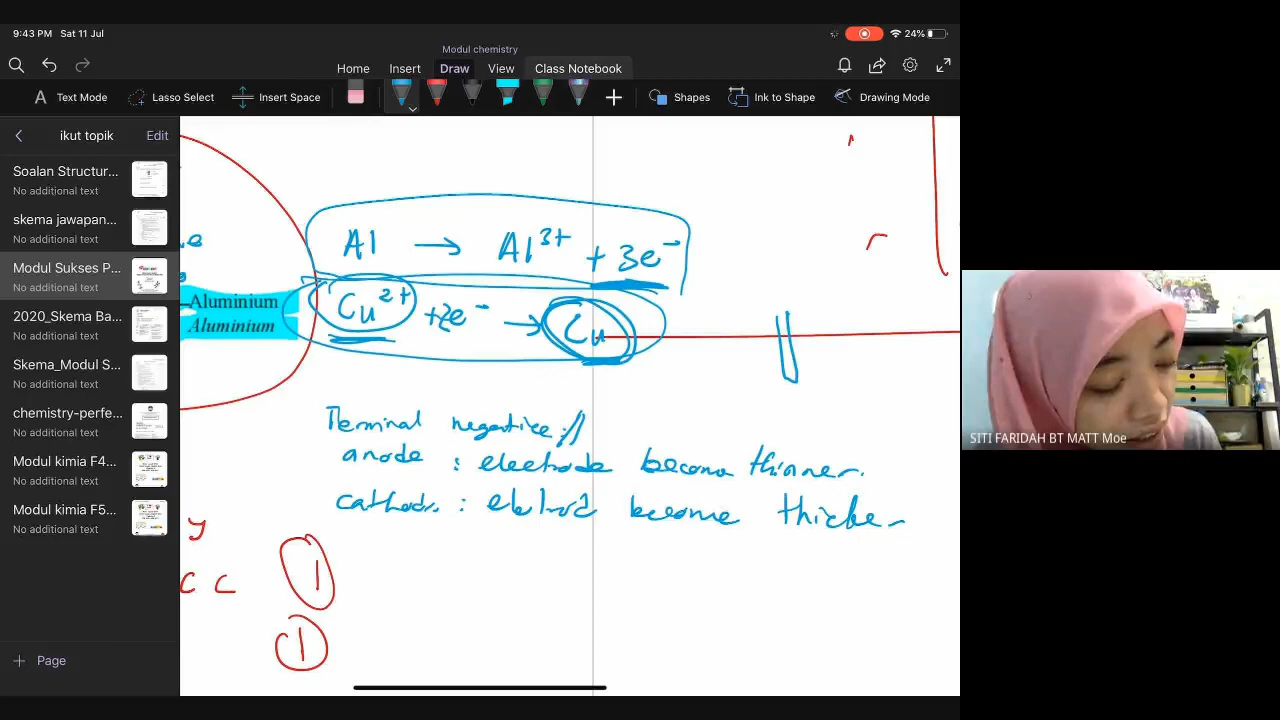 9:43 PM Sat 11 Jul
24%
Modul chemistry
Home Insert Draw View Class Notebook
A Text Mode Lasso Select Insert Space Shapes Ink to Shape Drawing Mode
ikut topik Edit
Soalan Structur...
No additional text
skema jawapan...
No additional text
Modul Sukses P...
No additional text
2020_Skema Ba...
No additional text
Skema_Modul S...
No additional text
chemistry-perfe...
No additional text
Modul kimia F4...
No additional text
Modul kimia F5...
No additional text
Page
Al → Al³⁺ + 3e⁻
Cu²⁺ + 2e⁻ → Cu
Aluminium
Aluminium
Terminal negative //
anode : electrode become thinner.
cathode : become thicker
y
c c 1
1
SITI FARIDAH BT MATT Moe